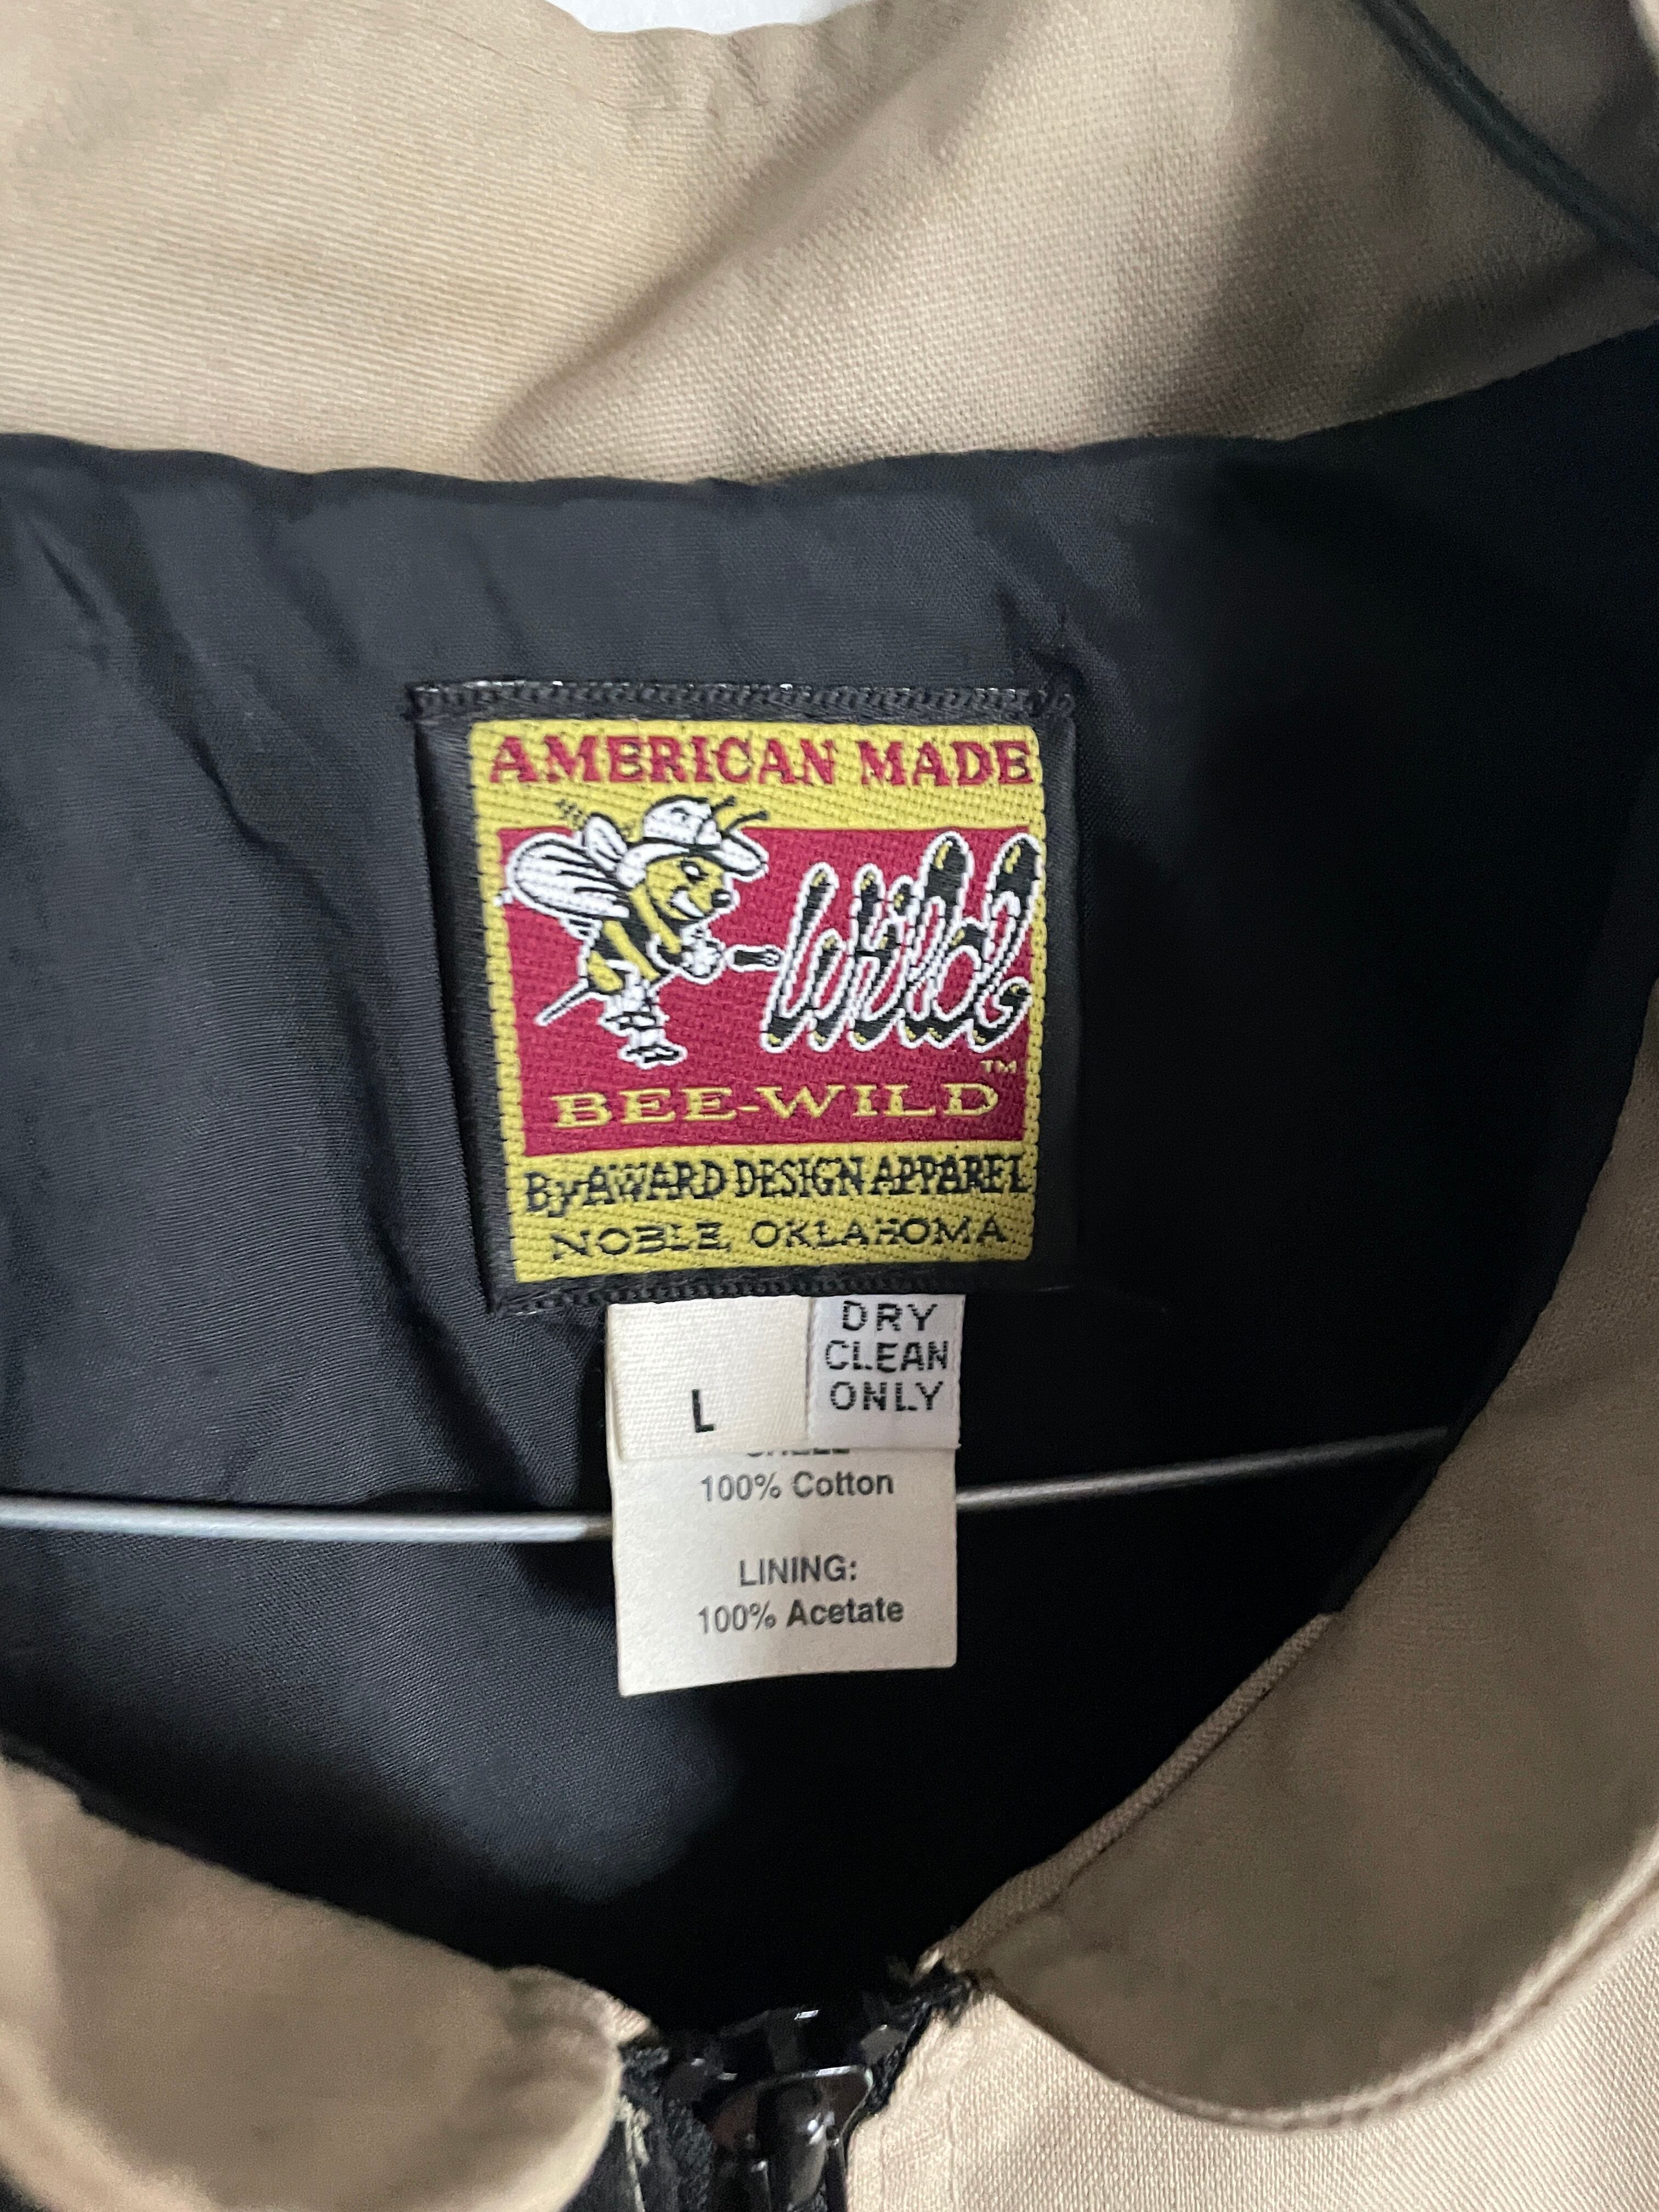 AMERICAN MADE
Wild
TM
BEE-WILD
By AWARD DESIGN APPAREL
NOBLE, OKLAHOMA
DRY
CLEAN
ONLY
L
100% Cotton
LINING:
100% Acetate